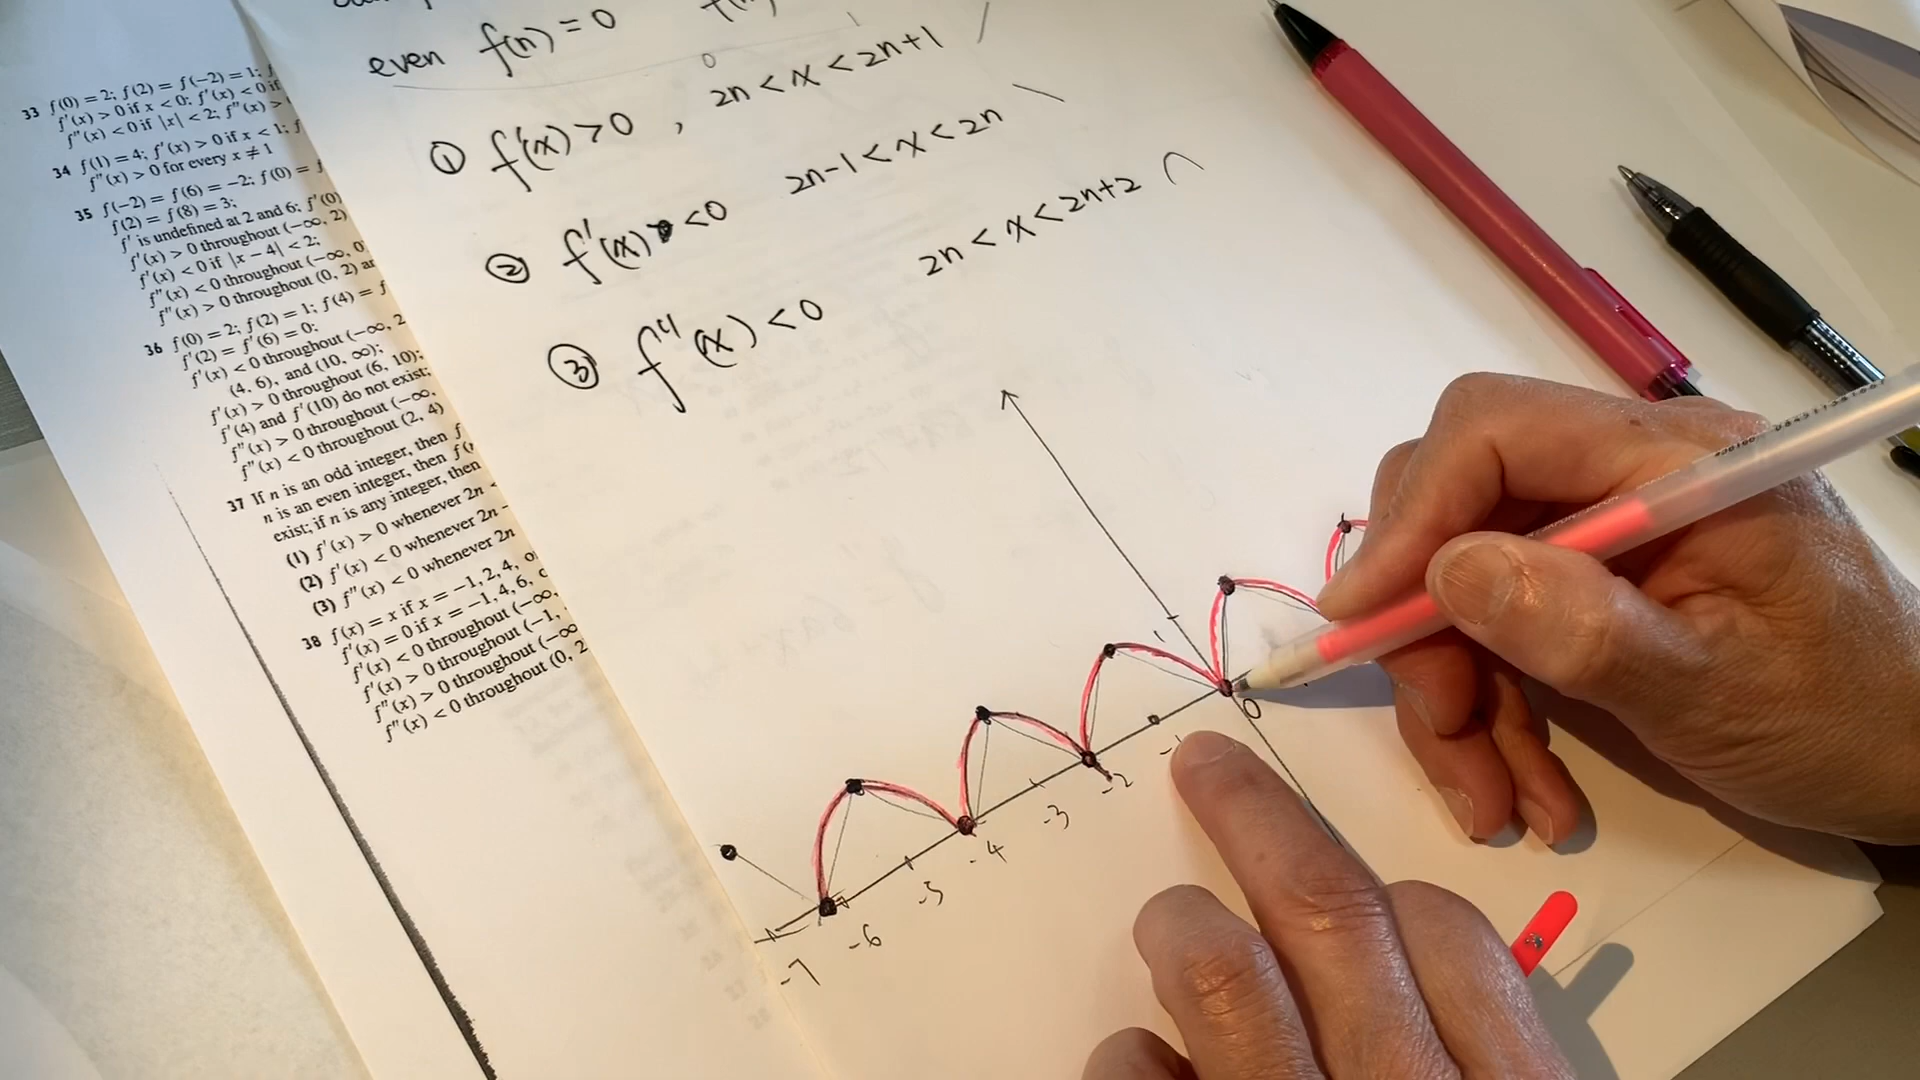 even f(n) = 0
0
① f'(x) > 0 , 2n < x < 2n+1
② f'(x) < 0 2n-1 < x < 2n
③ f''(x) < 0 2n < x < 2n+2
1
0
-1
-2
-3
-4
-5
-6
-7
33 f(0) = 2; f(2) = f(−2) = 1;
f'(x) > 0 if x < 0; f'(x) < 0 if
f''(x) < 0 if |x| < 2; f''(x) >
34 f(1) = 4; f'(x) > 0 if x < 1;
f''(x) > 0 for every x ≠ 1
35 f(−2) = f(6) = −2; f(0) =
f(2) = f(8) = 3;
f' is undefined at 2 and 6; f'(0)
f'(x) > 0 throughout (−∞, 2)
f'(x) < 0 if |x − 4| < 2;
f''(x) < 0 throughout (−∞, 0
f''(x) > 0 throughout (0, 2)
36 f(0) = 2; f(2) = 1; f(4) =
f'(2) = f'(6) = 0;
f'(x) < 0 throughout (−∞, 2
(4, 6), and (10, ∞);
f'(x) > 0 throughout (6, 10);
f'(4) and f'(10) do not exist;
f''(x) > 0 throughout (−∞,
f''(x) < 0 throughout (2, 4)
37 If n is an odd integer, then f
n is an even integer, then
exist; if n is any integer, then
(1) f'(x) > 0 whenever 2n <
(2) f'(x) < 0 whenever 2n −
(3) f''(x) < 0 whenever 2n
38 f(x) = x if x = −1, 2, 4,
f'(x) = 0 if x = −1, 4, 6,
f'(x) < 0 throughout (−∞,
f'(x) > 0 throughout (−1,
f''(x) > 0 throughout (−∞
f''(x) < 0 throughout (0, 2